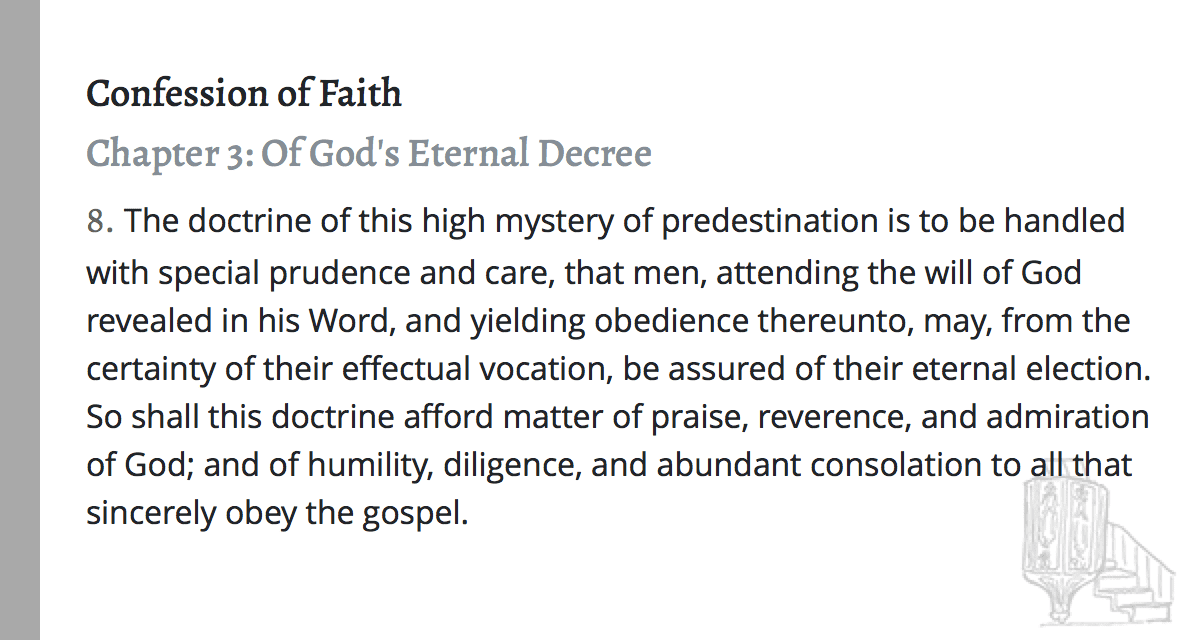 Confession of Faith
Chapter 3: Of God's Eternal Decree
8. The doctrine of this high mystery of predestination is to be handled
with special prudence and care, that men, attending the will of God
revealed in his Word, and yielding obedience thereunto, may, from the
certainty of their effectual vocation, be assured of their eternal election.
So shall this doctrine afford matter of praise, reverence, and admiration
of God; and of humility, diligence, and abundant consolation to all that
sincerely obey the gospel.